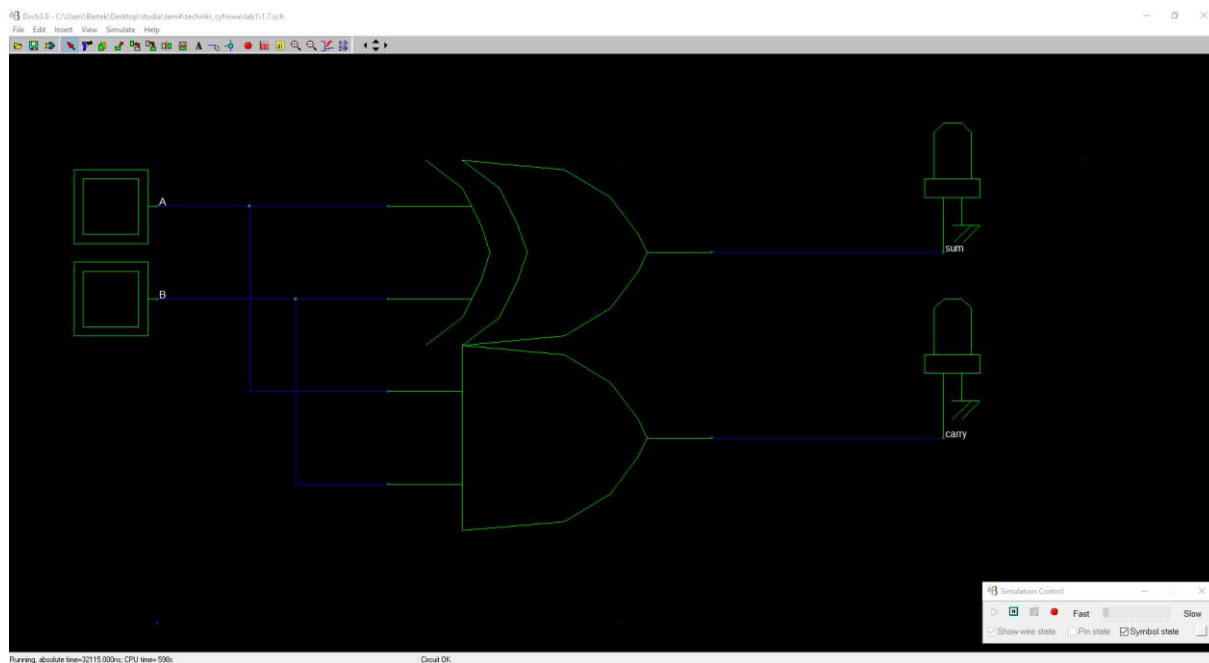 Dsch3.8 - C:\Users\Bartek\Desktop\studia\sem4\techniki_cyfrowe\lab1\1.7.sch
File Edit Insert View Simulate Help
A
A
B
sum
carry
Simulation Control
Fast Slow
Show wire state Pin state Symbol state
Running, absolute time=32115.000ns; CPU time= 598s Circuit OK